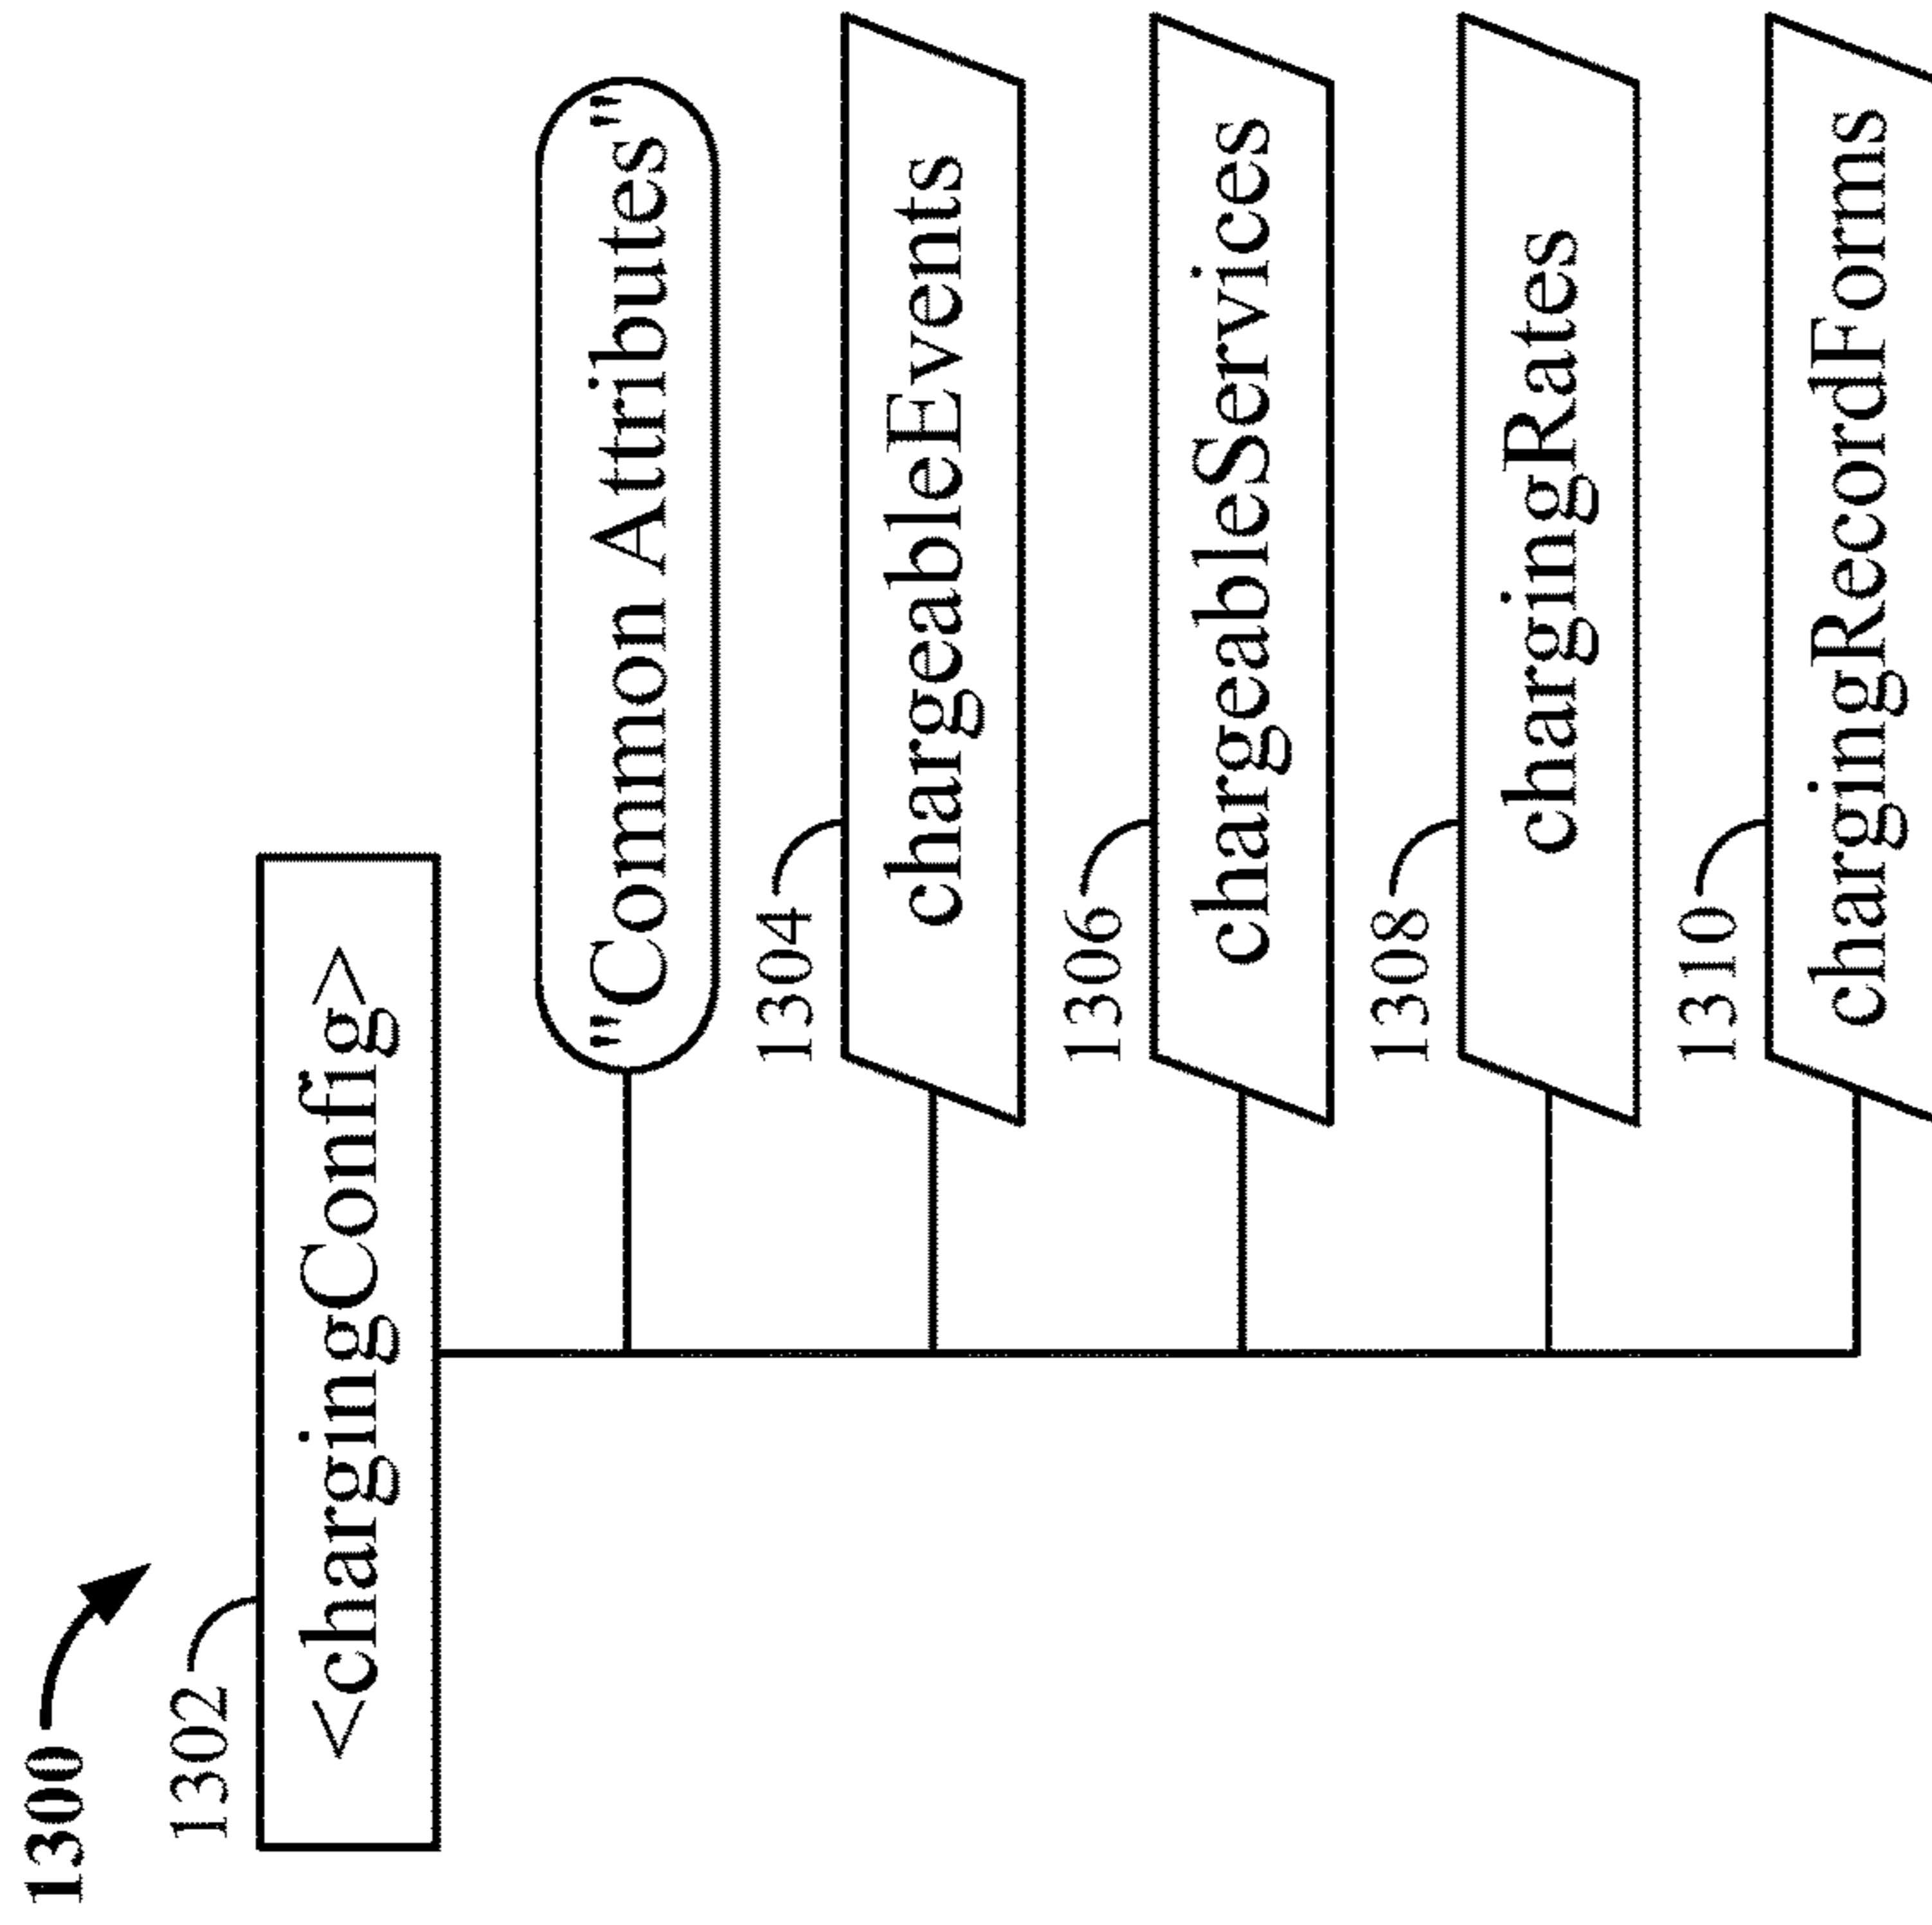 1300
1302
<chargingConfig>
"Common Attributes"
1304
chargeableEvents
1306
chargeableServices
1308
chargingRates
1310
chargingRecordForms